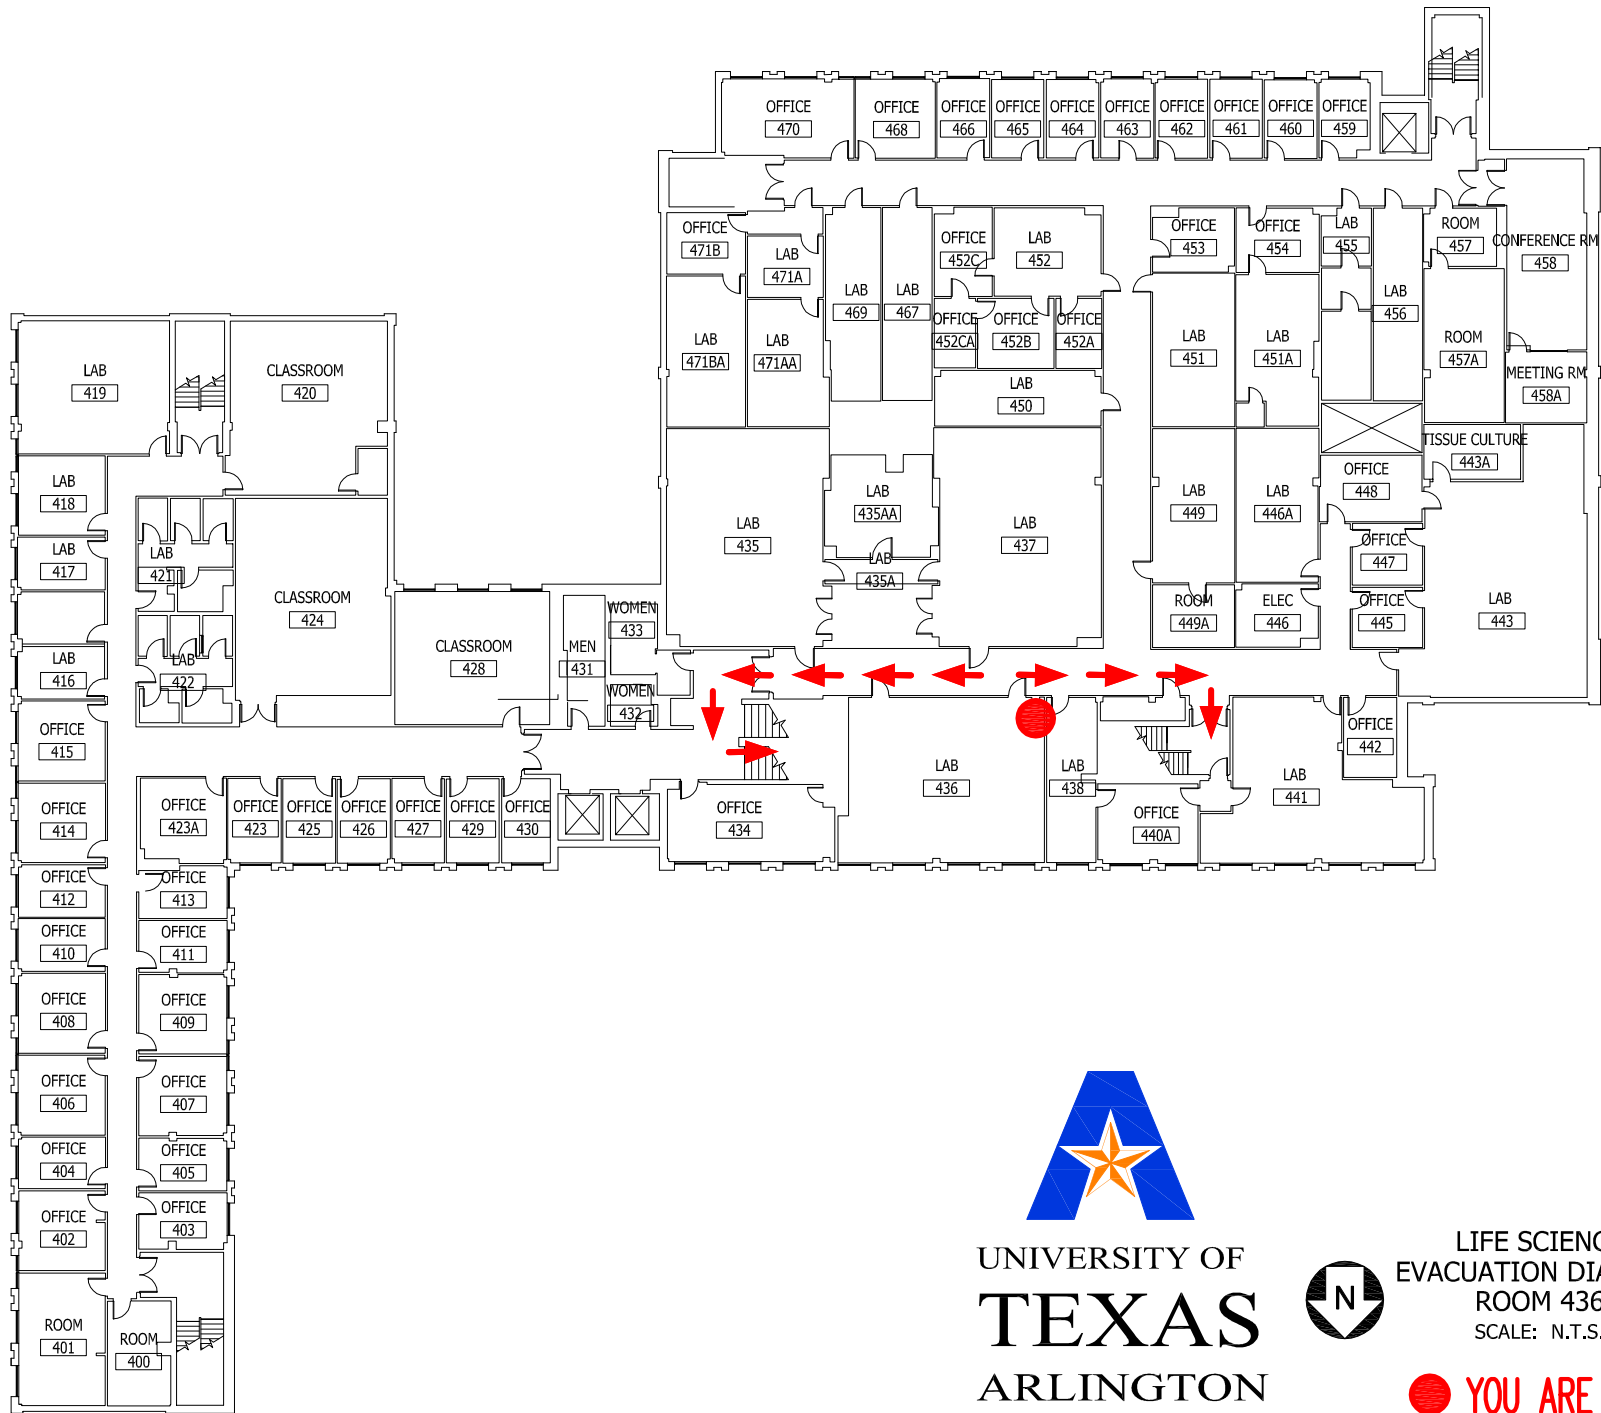 OFFICE
470
OFFICE
468
OFFICE
466
OFFICE
465
OFFICE
464
OFFICE
463
OFFICE
462
OFFICE
461
OFFICE
460
OFFICE
459
OFFICE
471B
LAB
471A
LAB
469
LAB
467
OFFICE
452C
LAB
452
OFFICE
453
OFFICE
454
LAB
455
LAB
456
ROOM
457
CONFERENCE RM
458
LAB
471BA
LAB
471AA
OFFICE
452CA
OFFICE
452B
OFFICE
452A
LAB
451
LAB
451A
ROOM
457A
MEETING RM
458A
LAB
450
LAB
419
CLASSROOM
420
TISSUE CULTURE
443A
LAB
418
LAB
417
LAB
421
LAB
416
LAB
422
CLASSROOM
424
CLASSROOM
428
MEN
431
WOMEN
433
WOMEN
432
LAB
435
LAB
435AA
LAB
435A
LAB
437
LAB
449
LAB
446A
OFFICE
448
OFFICE
447
OFFICE
445
ROOM
449A
ELEC
446
LAB
443
OFFICE
415
OFFICE
414
OFFICE
423A
OFFICE
423
OFFICE
425
OFFICE
426
OFFICE
427
OFFICE
429
OFFICE
430
OFFICE
434
LAB
436
LAB
438
OFFICE
440A
LAB
441
OFFICE
442
OFFICE
412
OFFICE
413
OFFICE
410
OFFICE
411
OFFICE
408
OFFICE
409
OFFICE
406
OFFICE
407
OFFICE
404
OFFICE
405
OFFICE
402
OFFICE
403
ROOM
401
ROOM
400
UNIVERSITY OF
TEXAS
ARLINGTON
N
LIFE SCIENC
EVACUATION DIA
ROOM 436
SCALE: N.T.S.
YOU ARE